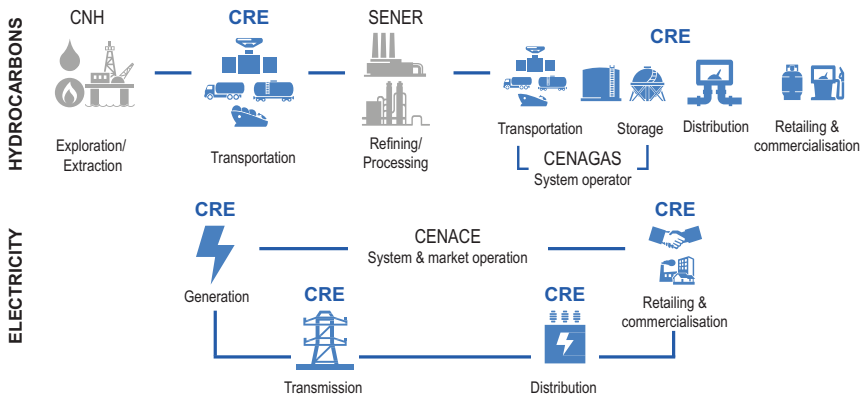 HYDROCARBONS
CNH
CRE
SENER
CRE
Exploration/
Extraction
Transportation
Refining/
Processing
Transportation
Storage
Distribution
Retailing &
commercialisation
CENAGAS
System operator
ELECTRICITY
CRE
Generation
CENACE
System & market operation
CRE
Retailing &
commercialisation
CRE
Transmission
CRE
Distribution